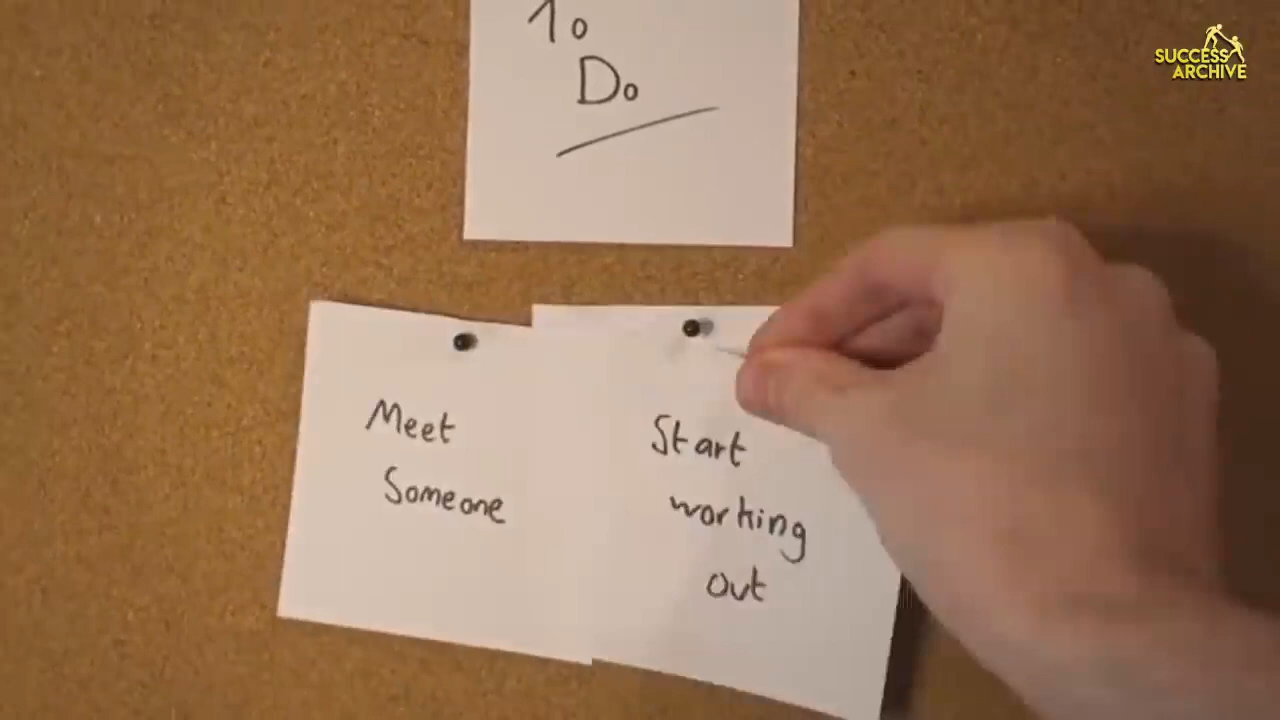 To
Do
Meet
Someone
Start
working
out
SUCCESS
ARCHIVE